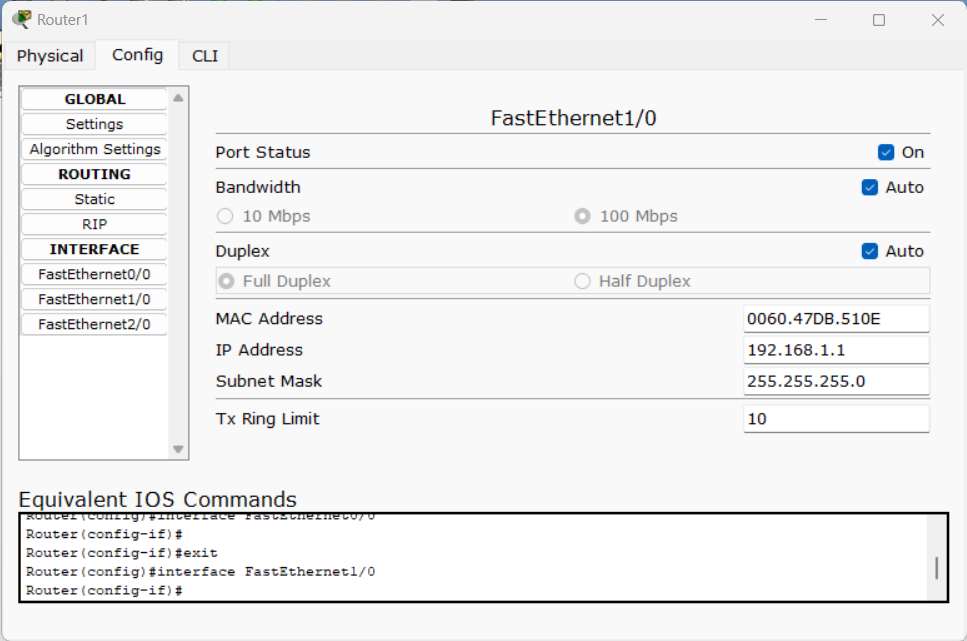 Router1
Physical Config CLI
GLOBAL
Settings
Algorithm Settings
ROUTING
Static
RIP
INTERFACE
FastEthernet0/0
FastEthernet1/0
FastEthernet2/0
FastEthernet1/0
Port Status On
Bandwidth Auto
10 Mbps 100 Mbps
Duplex Auto
Full Duplex Half Duplex
MAC Address 0060.47DB.510E
IP Address 192.168.1.1
Subnet Mask 255.255.255.0
Tx Ring Limit 10
Equivalent IOS Commands
Router(config)#interface FastEthernet0/0
Router(config-if)#
Router(config-if)#exit
Router(config)#interface FastEthernet1/0
Router(config-if)#